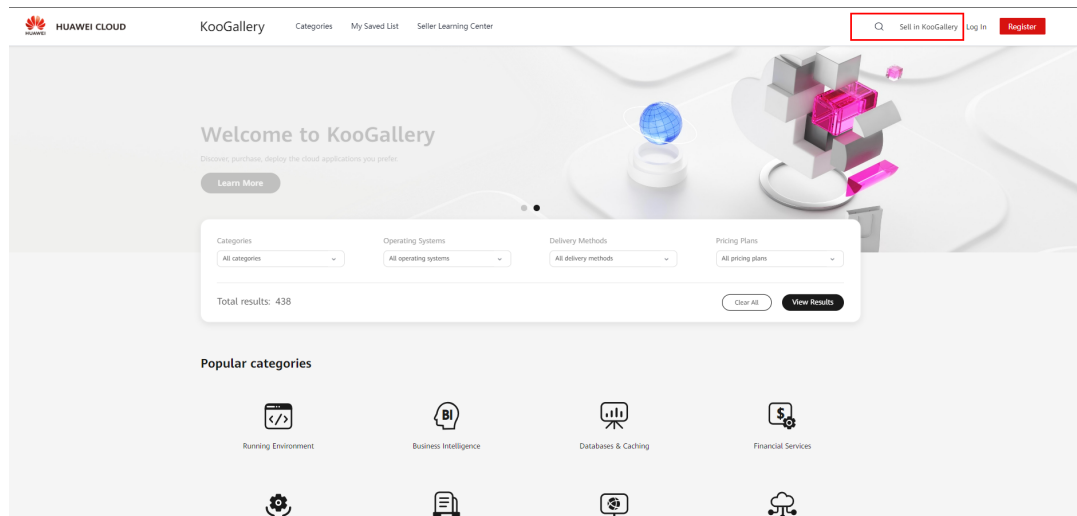 HUAWEI
HUAWEI CLOUD
KooGallery
Categories
My Saved List
Seller Learning Center
Sell in KooGallery
Log In
Register
Welcome to KooGallery
Discover, purchase, deploy the cloud applications you prefer.
Learn More
Categories
Operating Systems
Delivery Methods
Pricing Plans
All categories
All operating systems
All delivery methods
All pricing plans
Total results: 438
Clear All
View Results
Popular categories
BI
$
Running Environment
Business Intelligence
Databases & Caching
Financial Services